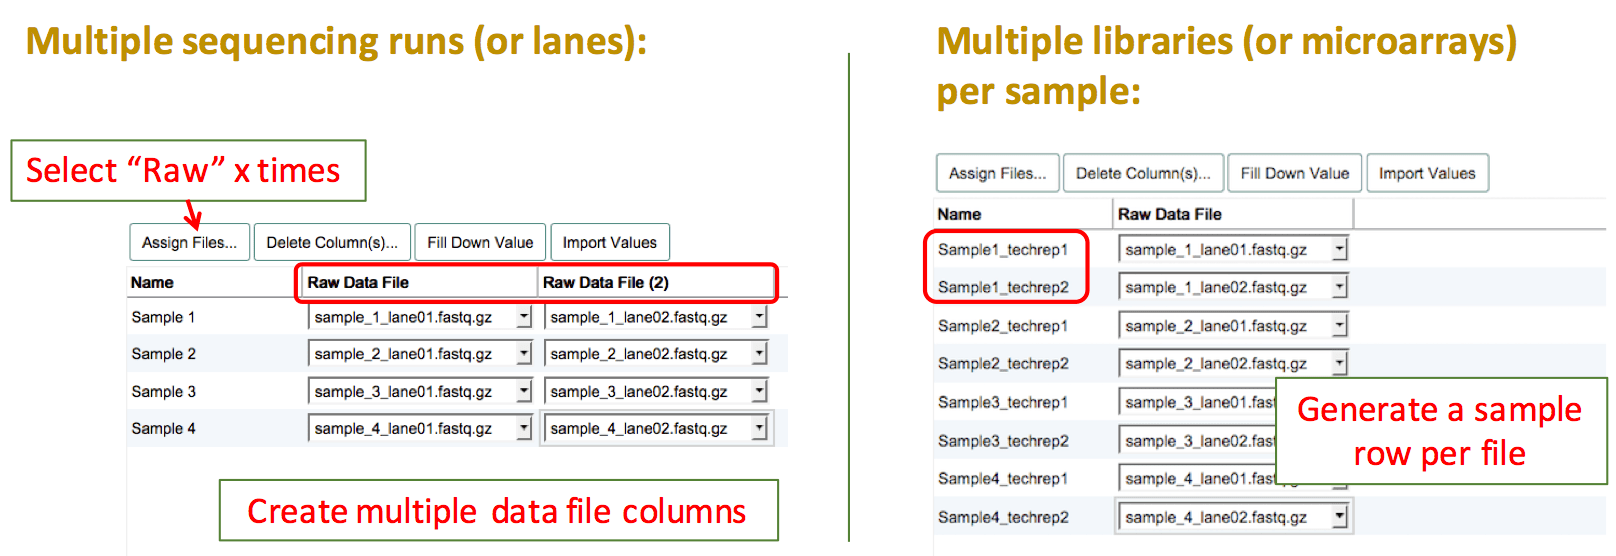 Multiple sequencing runs (or lanes):
Select “Raw” x times
Assign Files... Delete Column(s)... Fill Down Value Import Values
Name Raw Data File Raw Data File (2)
Sample 1 sample_1_lane01.fastq.gz sample_1_lane02.fastq.gz
Sample 2 sample_2_lane01.fastq.gz sample_2_lane02.fastq.gz
Sample 3 sample_3_lane01.fastq.gz sample_3_lane02.fastq.gz
Sample 4 sample_4_lane01.fastq.gz sample_4_lane02.fastq.gz
Create multiple data file columns
Multiple libraries (or microarrays)
per sample:
Assign Files... Delete Column(s)... Fill Down Value Import Values
Name Raw Data File
Sample1_techrep1 sample_1_lane01.fastq.gz
Sample1_techrep2 sample_1_lane02.fastq.gz
Sample2_techrep1 sample_2_lane01.fastq.gz
Sample2_techrep2 sample_2_lane02.fastq.gz
Sample3_techrep1 sample_3_lane01.fast
Sample3_techrep2 sample_3_lane02.fast
Sample4_techrep1 sample_4_lane01.fast
Sample4_techrep2 sample_4_lane02.fastq.gz
Generate a sample
row per file